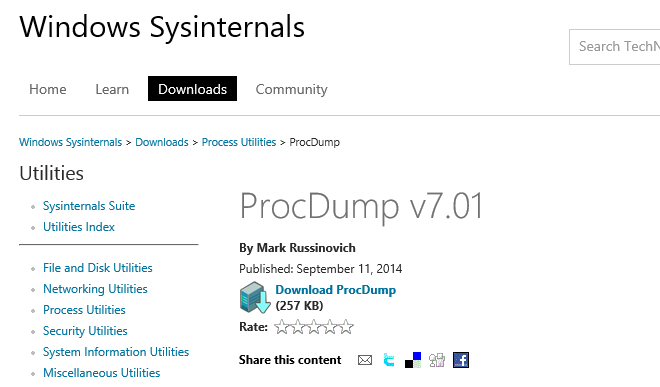 Windows Sysinternals
Search TechN
Home Learn Downloads Community
Windows Sysinternals > Downloads > Process Utilities > ProcDump
Utilities
Sysinternals Suite
Utilities Index
File and Disk Utilities
Networking Utilities
Process Utilities
Security Utilities
System Information Utilities
Miscellaneous Utilities
ProcDump v7.01
By Mark Russinovich
Published: September 11, 2014
Download ProcDump
(257 KB)
Rate:
Share this content